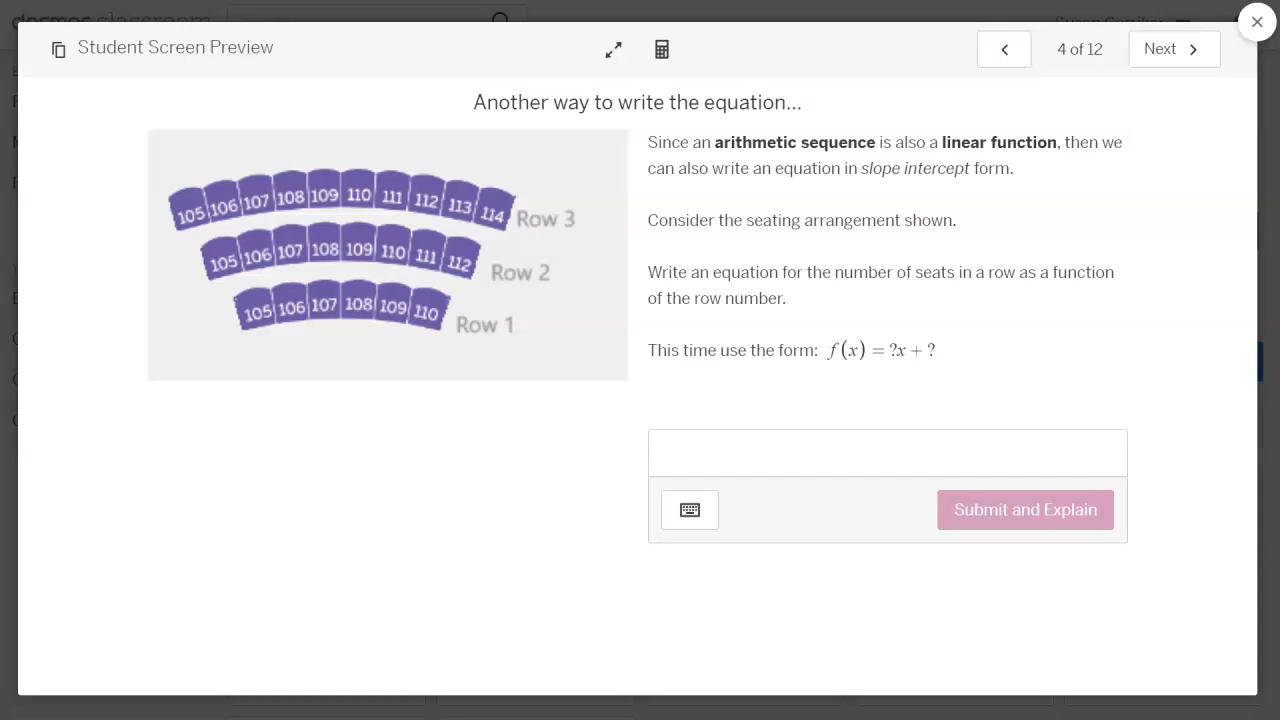 Student Screen Preview
4 of 12
Next
Another way to write the equation...
105 106 107 108 109 110 111 112 113 114 Row 3
105 106 107 108 109 110 111 112 Row 2
105 106 107 108 109 110 Row 1
Since an arithmetic sequence is also a linear function, then we
can also write an equation in slope intercept form.
Consider the seating arrangement shown.
Write an equation for the number of seats in a row as a function
of the row number.
This time use the form: f(x) = ?x + ?
Submit and Explain